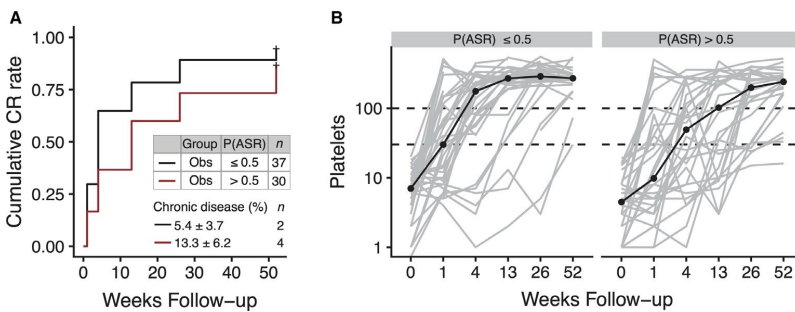 A
Cumulative CR rate
1.00
0.75
0.50
0.25
0.00
Group P(ASR) n
Obs ≤ 0.5 37
Obs > 0.5 30
Chronic disease (%) n
5.4 ± 3.7 2
13.3 ± 6.2 4
0 10 20 30 40 50
Weeks Follow−up
B
P(ASR) ≤ 0.5 P(ASR) > 0.5
Platelets
100
10
1
0 1 4 13 26 52 0 1 4 13 26 52
Weeks Follow−up